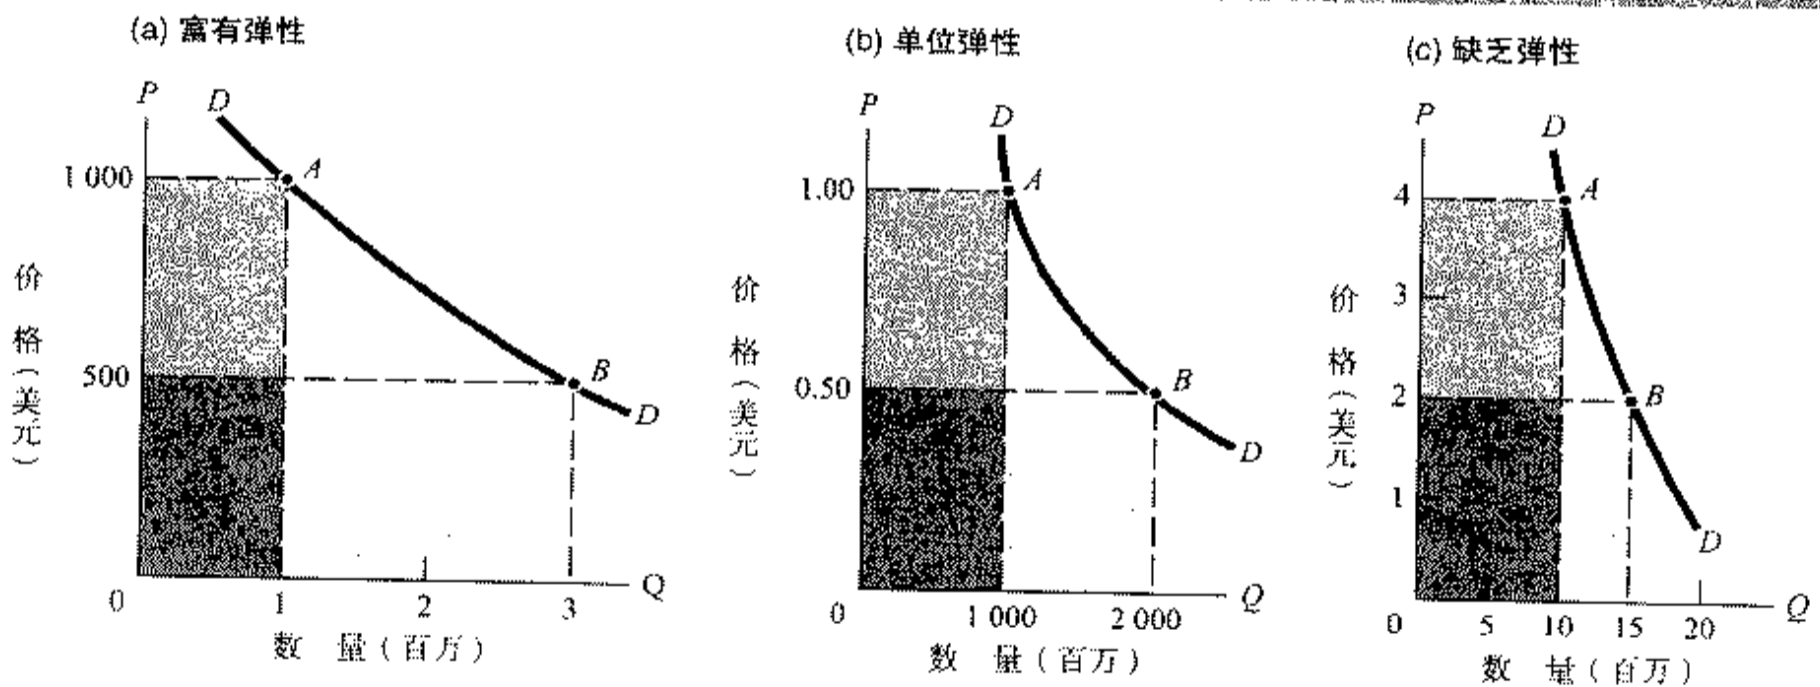 (a) 富有弹性
P
D
A
1 000
500
B
D
0
1
2
3
Q
价格(美元)
数 量(百万)
(b) 单位弹性
P
D
A
1.00
0.50
B
D
0
1 000
2 000
Q
价格(美元)
数 量(百万)
(c) 缺乏弹性
P
D
A
4
3
2
1
B
D
0
5
10
15
20
Q
价格(美元)
数 量(百万)